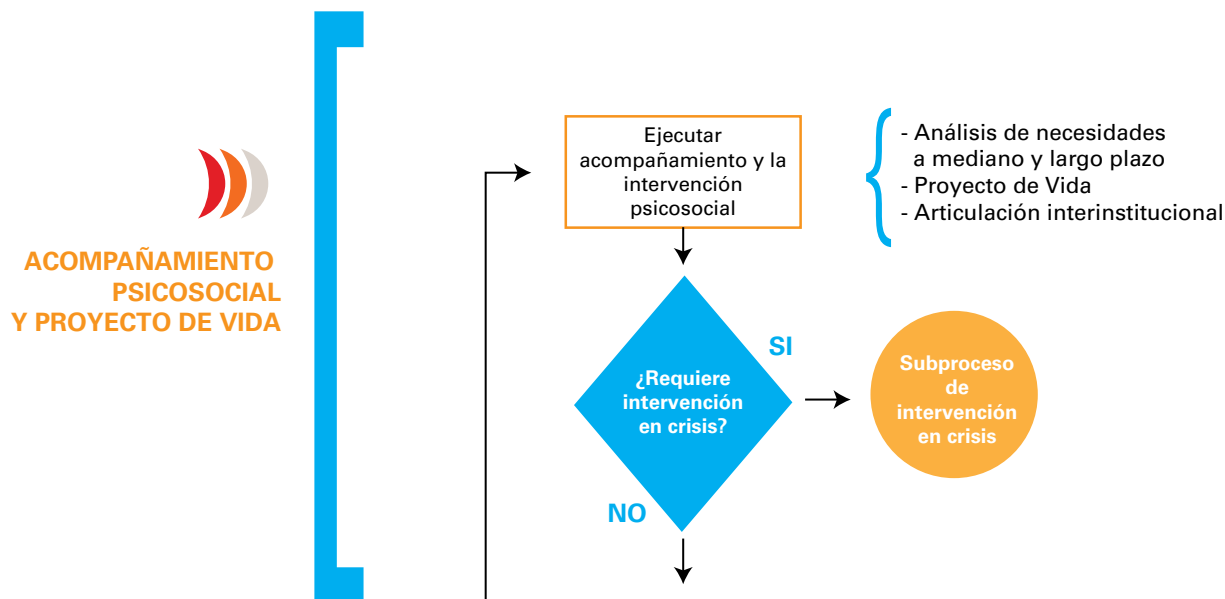 ACOMPAÑAMIENTO
PSICOSOCIAL
Y PROYECTO DE VIDA
Ejecutar
acompañamiento y la
intervención
psicosocial
- Análisis de necesidades
a mediano y largo plazo
- Proyecto de Vida
- Articulación interinstitucional
¿Requiere
intervención
en crisis?
SI
Subproceso
de
intervención
en crisis
NO